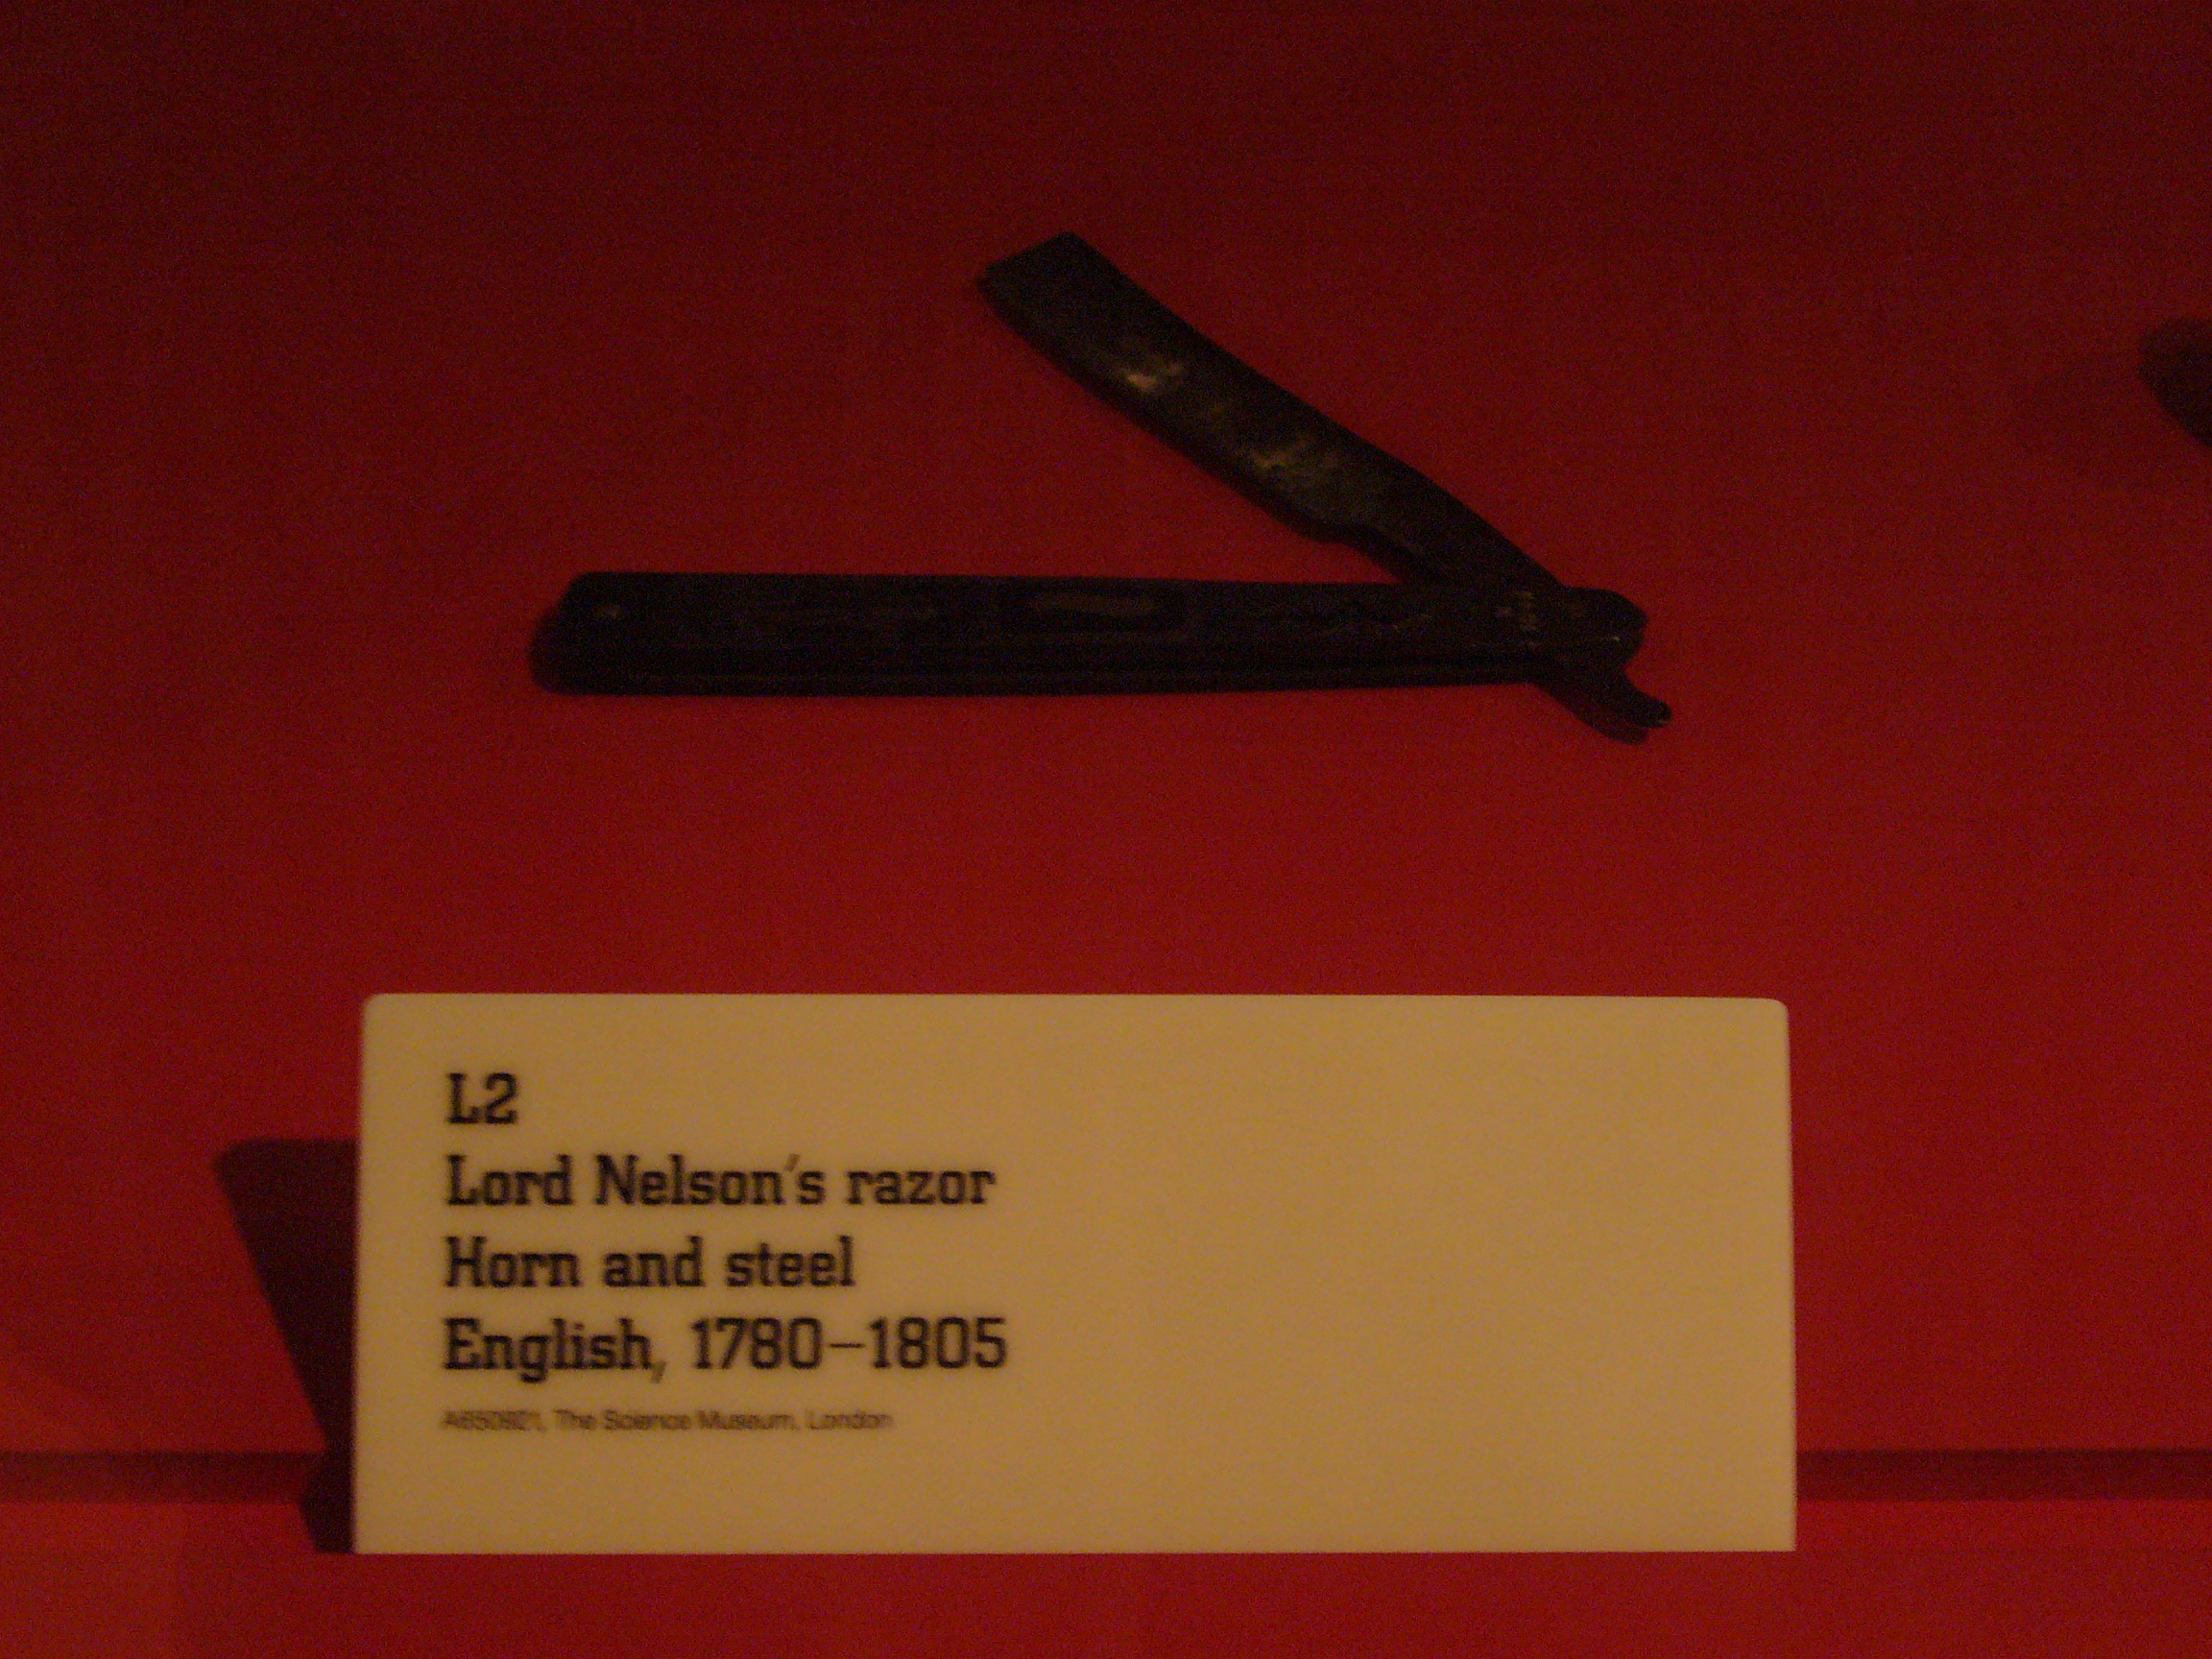 L2
Lord Nelson's razor
Horn and steel
English, 1780–1805
The Science Museum, London